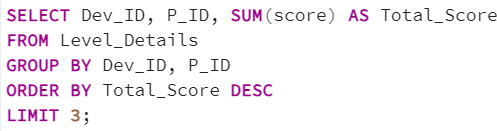 SELECT Dev_ID, P_ID, SUM(score) AS Total_Score
FROM Level_Details
GROUP BY Dev_ID, P_ID
ORDER BY Total_Score DESC
LIMIT 3;